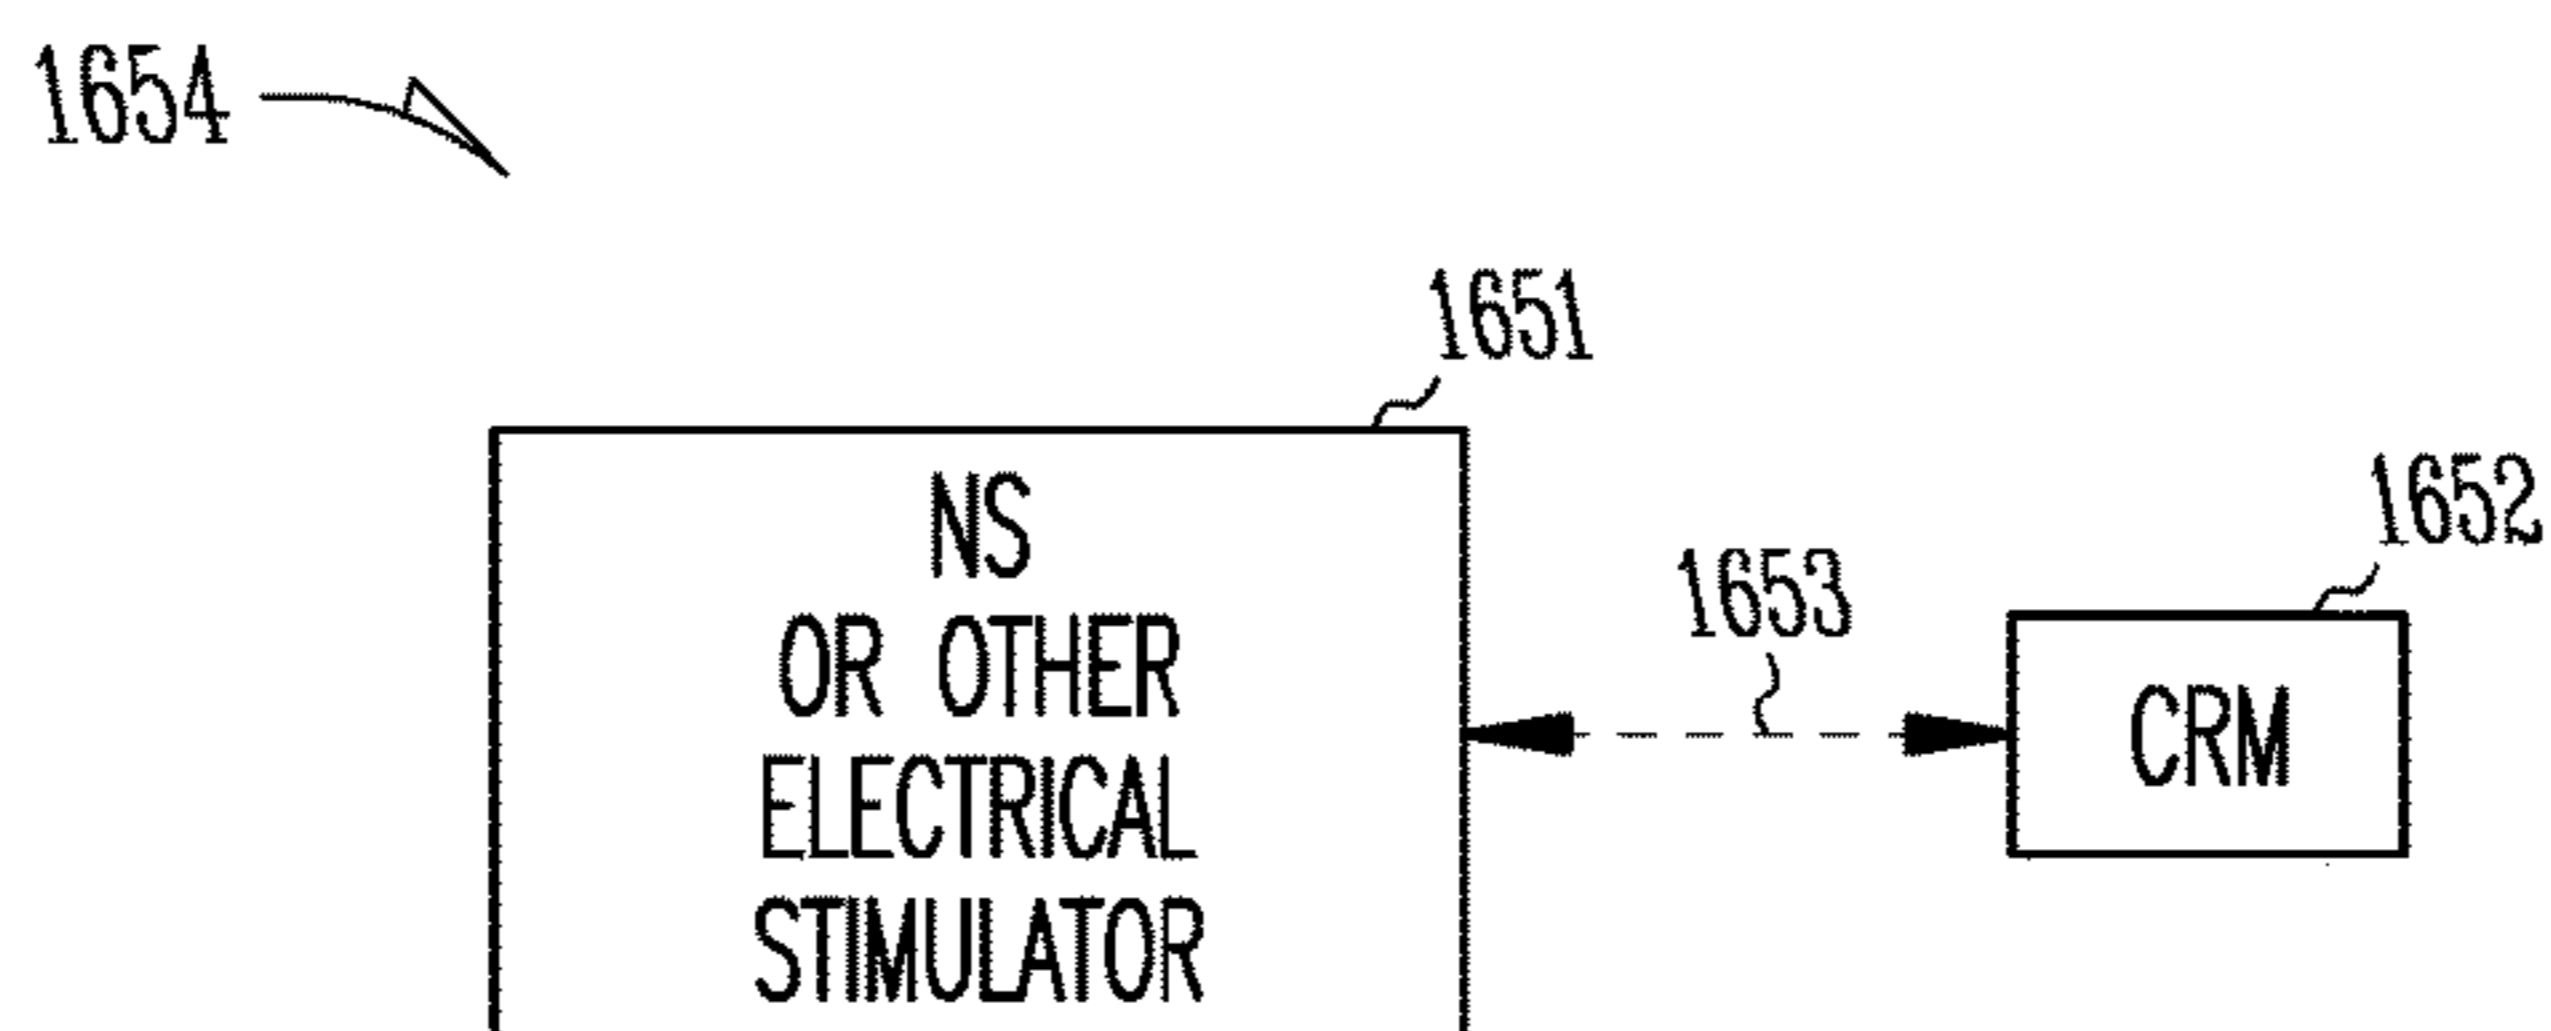 1654
1651
NS
OR OTHER
ELECTRICAL
STIMULATOR
1653
1652
CRM